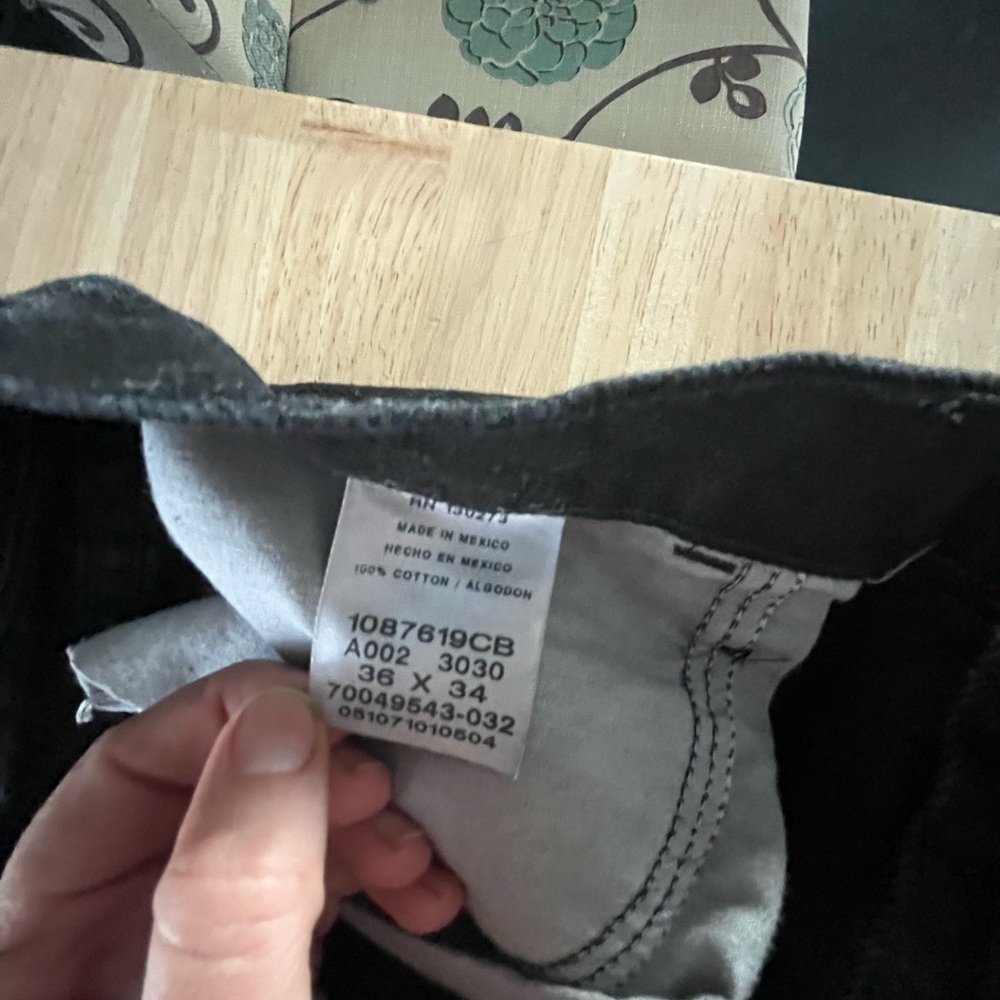 RN 130273
MADE IN MEXICO
HECHO EN MEXICO
100% COTTON / ALGODON
1087619CB
A002 3030
36 X 34
70049543-032
051071010504